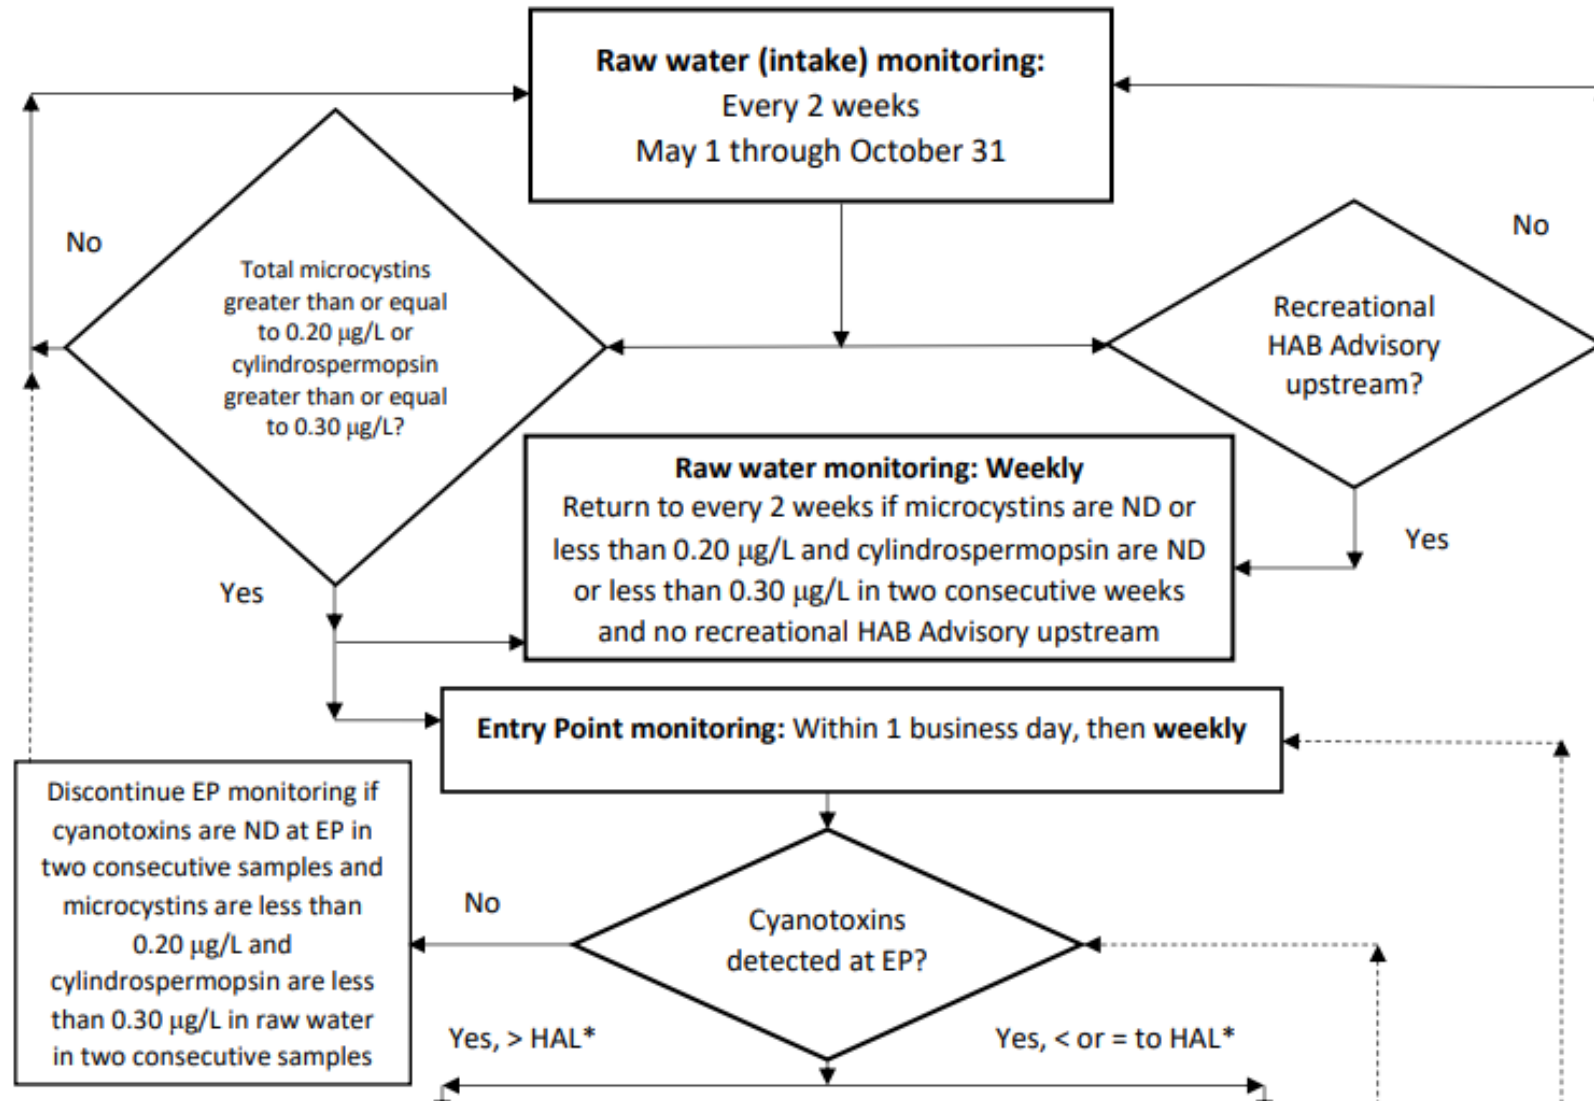 Raw water (intake) monitoring:
Every 2 weeks
May 1 through October 31
No
Total microcystins
greater than or equal
to 0.20 µg/L or
cylindrospermopsin
greater than or equal
to 0.30 µg/L?
No
Recreational
HAB Advisory
upstream?
Raw water monitoring: Weekly
Return to every 2 weeks if microcystins are ND or
less than 0.20 µg/L and cylindrospermopsin are ND
or less than 0.30 µg/L in two consecutive weeks
and no recreational HAB Advisory upstream
Yes
Yes
Entry Point monitoring: Within 1 business day, then weekly
Discontinue EP monitoring if
cyanotoxins are ND at EP in
two consecutive samples and
microcystins are less than
0.20 µg/L and
cylindrospermopsin are less
than 0.30 µg/L in raw water
in two consecutive samples
No
Cyanotoxins
detected at EP?
Yes, > HAL*
Yes, < or = to HAL*